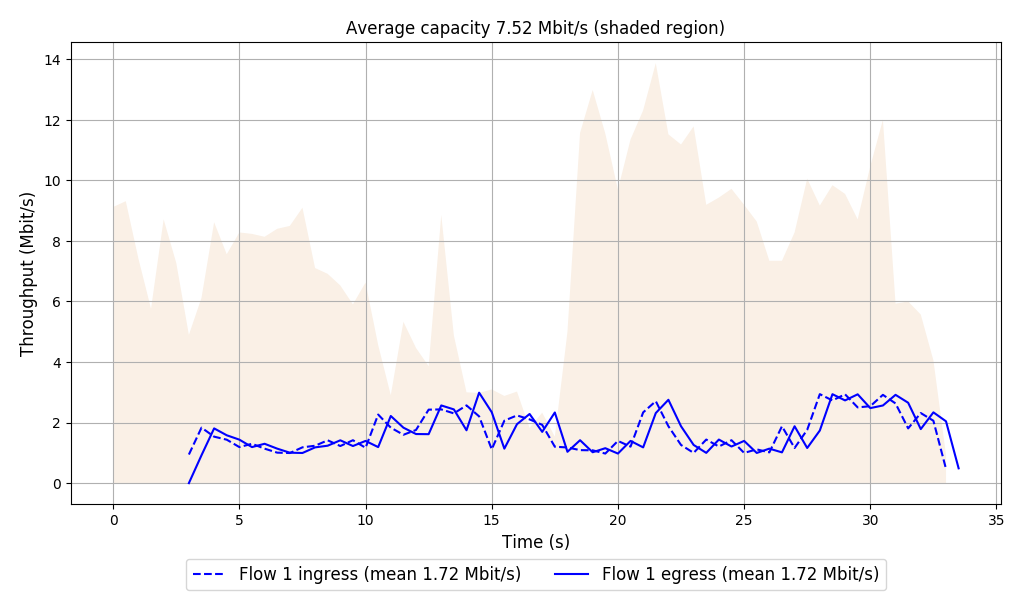 Average capacity 7.52 Mbit/s (shaded region)
14
12
10
8
6
4
2
0
Throughput (Mbit/s)
0 5 10 15 20 25 30 35
Time (s)
Flow 1 ingress (mean 1.72 Mbit/s) Flow 1 egress (mean 1.72 Mbit/s)